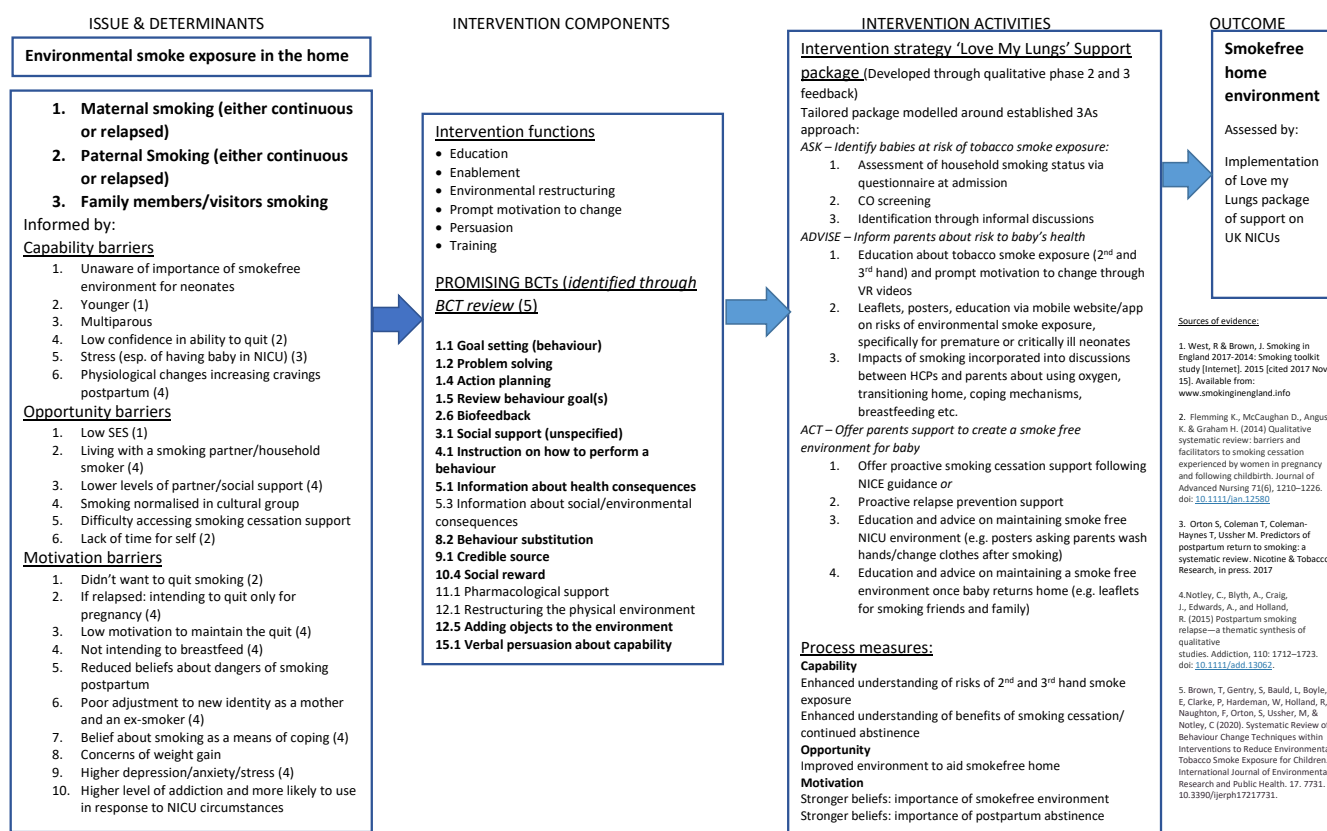 ISSUE & DETERMINANTS
Environmental smoke exposure in the home
1. Maternal smoking (either continuous
or relapsed)
2. Paternal Smoking (either continuous
or relapsed)
3. Family members/visitors smoking
Informed by:
Capability barriers
1. Unaware of importance of smokefree
environment for neonates
2. Younger (1)
3. Multiparous
4. Low confidence in ability to quit (2)
5. Stress (esp. of having baby in NICU) (3)
6. Physiological changes increasing cravings
postpartum (4)
Opportunity barriers
1. Low SES (1)
2. Living with a smoking partner/household
smoker (4)
3. Lower levels of partner/social support (4)
4. Smoking normalised in cultural group
5. Difficulty accessing smoking cessation support
6. Lack of time for self (2)
Motivation barriers
1. Didn't want to quit smoking (2)
2. If relapsed: intending to quit only for
pregnancy (4)
3. Low motivation to maintain the quit (4)
4. Not intending to breastfeed (4)
5. Reduced beliefs about dangers of smoking
postpartum
6. Poor adjustment to new identity as a mother
and an ex-smoker (4)
7. Belief about smoking as a means of coping (4)
8. Concerns of weight gain
9. Higher depression/anxiety/stress (4)
10. Higher level of addiction and more likely to use
in response to NICU circumstances
INTERVENTION COMPONENTS
Intervention functions
• Education
• Enablement
• Environmental restructuring
• Prompt motivation to change
• Persuasion
• Training
PROMISING BCTs (identified through
BCT review (5)
1.1 Goal setting (behaviour)
1.2 Problem solving
1.4 Action planning
1.5 Review behaviour goal(s)
2.6 Biofeedback
3.1 Social support (unspecified)
4.1 Instruction on how to perform a
behaviour
5.1 Information about health consequences
5.3 Information about social/environmental
consequences
8.2 Behaviour substitution
9.1 Credible source
10.4 Social reward
11.1 Pharmacological support
12.1 Restructuring the physical environment
12.5 Adding objects to the environment
15.1 Verbal persuasion about capability
INTERVENTION ACTIVITIES
Intervention strategy 'Love My Lungs' Support
package (Developed through qualitative phase 2 and 3
feedback)
Tailored package modelled around established 3As
approach:
ASK – Identify babies at risk of tobacco smoke exposure:
1. Assessment of household smoking status via
questionnaire at admission
2. CO screening
3. Identification through informal discussions
ADVISE – Inform parents about risk to baby's health
1. Education about tobacco smoke exposure (2nd and
3rd hand) and prompt motivation to change through
VR videos
2. Leaflets, posters, education via mobile website/app
on risks of environmental smoke exposure,
specifically for premature or critically ill neonates
3. Impacts of smoking incorporated into discussions
between HCPs and parents about using oxygen,
transitioning home, coping mechanisms,
breastfeeding etc.
ACT – Offer parents support to create a smoke free
environment for baby
1. Offer proactive smoking cessation support following
NICE guidance or
2. Proactive relapse prevention support
3. Education and advice on maintaining smoke free
NICU environment (e.g. posters asking parents wash
hands/change clothes after smoking)
4. Education and advice on maintaining a smoke free
environment once baby returns home (e.g. leaflets
for smoking friends and family)
Process measures:
Capability
Enhanced understanding of risks of 2nd and 3rd hand smoke
exposure
Enhanced understanding of benefits of smoking cessation/
continued abstinence
Opportunity
Improved environment to aid smokefree home
Motivation
Stronger beliefs: importance of smokefree environment
Stronger beliefs: importance of postpartum abstinence
OUTCOME
Smokefree
home
environment
Assessed by:
Implementation
of Love my
Lungs package
of support on
UK NICUs
Sources of evidence:
1. West, R & Brown, J. Smoking in
England 2017-2014: Smoking toolkit
study [Internet]. 2015 [cited 2017 Nov
15]. Available from:
www.smokinginengland.info
2. Flemming K., McCaughan D., Angus
K. & Graham H. (2014) Qualitative
systematic review: barriers and
facilitators to smoking cessation
experienced by women in pregnancy
and following childbirth. Journal of
Advanced Nursing 71(6), 1210–1226.
doi: 10.1111/jan.12580
3. Orton S, Coleman T, Coleman-
Haynes T, Ussher M. Predictors of
postpartum return to smoking: a
systematic review. Nicotine & Tobacco
Research, in press. 2017
4.Notley, C., Blyth, A., Craig,
J., Edwards, A., and Holland,
R. (2015) Postpartum smoking
relapse—a thematic synthesis of
qualitative
studies. Addiction, 110: 1712–1723.
doi: 10.1111/add.13062.
5. Brown, T, Gentry, S, Bauld, L, Boyle,
E, Clarke, P, Hardeman, W, Holland, R,
Naughton, F, Orton, S, Ussher, M, &
Notley, C (2020). Systematic Review of
Behaviour Change Techniques within
Interventions to Reduce Environmental
Tobacco Smoke Exposure for Children.
International Journal of Environmental
Research and Public Health. 17. 7731.
10.3390/ijerph17217731.